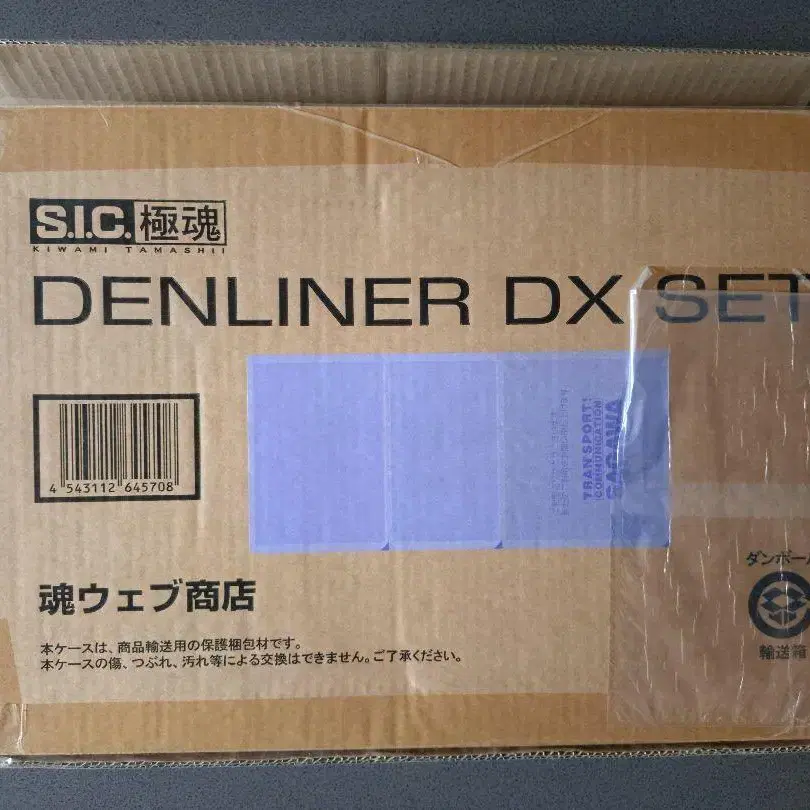 S.I.C. 極魂
KIWAMI TAMASHII
DENLINER DX SET
4 543112 645708
TRANSPORT
COMMUNICATION
SAGAWA
魂ウェブ商店
本ケースは、商品輸送用の保護梱包材です。
本ケースの傷、つぶれ、汚れ等による交換はできません。ご了承ください。
ダンボール
輸送箱